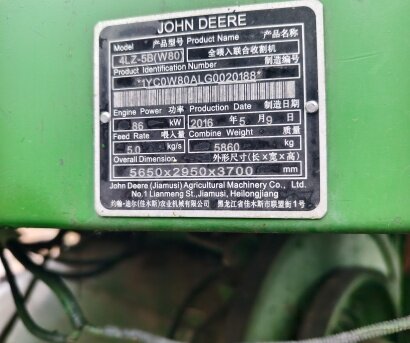 JOHN DEERE
Model 产品型号 Product Name 产品名称
4LZ-5B(W80) 全喂入联合收割机
Product Identification Number 制造编号
*1YC0W80ALG0020188*
Engine Power 功率 Production Date 制造日期
86 kW 2016 年 5 月 9 日
Feed Rate 喂入量 Combine Weight 质量
5.0 kg/s 5860 kg
Overall Dimension 外形尺寸(长×宽×高)
5650x2950x3700 mm
John Deere (Jiamusi) Agricultural Machinery Co., Ltd.
No.1 Lianmeng St.,Jiamusi, Heilongjiang
约翰·迪尔(佳木斯)农业机械有限公司 黑龙江省佳木斯市联盟街1号